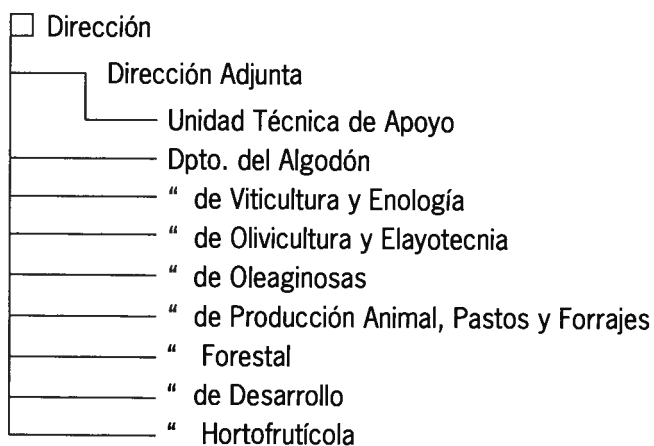 Dirección
Dirección Adjunta
Unidad Técnica de Apoyo
Dpto. del Algodón
“ de Viticultura y Enología
“ de Olivicultura y Elayotecnia
“ de Oleaginosas
“ de Producción Animal, Pastos y Forrajes
“ Forestal
“ de Desarrollo
“ Hortofrutícola